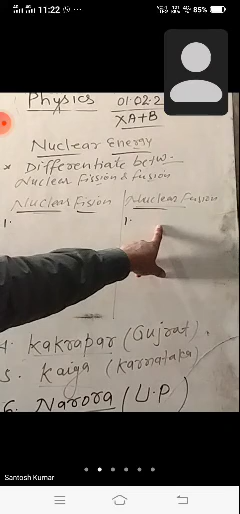 11:22
85%
Physics
01.02.2
XA+B
Nuclear Energy
* Differentiate betw.
Nuclear Fission & fusion
Nuclear Fision
Nuclear Fusion
1.
1.
4. Kakrapar (Gujrat).
5. Kaiga (Karnataka)
6. Narora (U.P)
Santosh Kumar